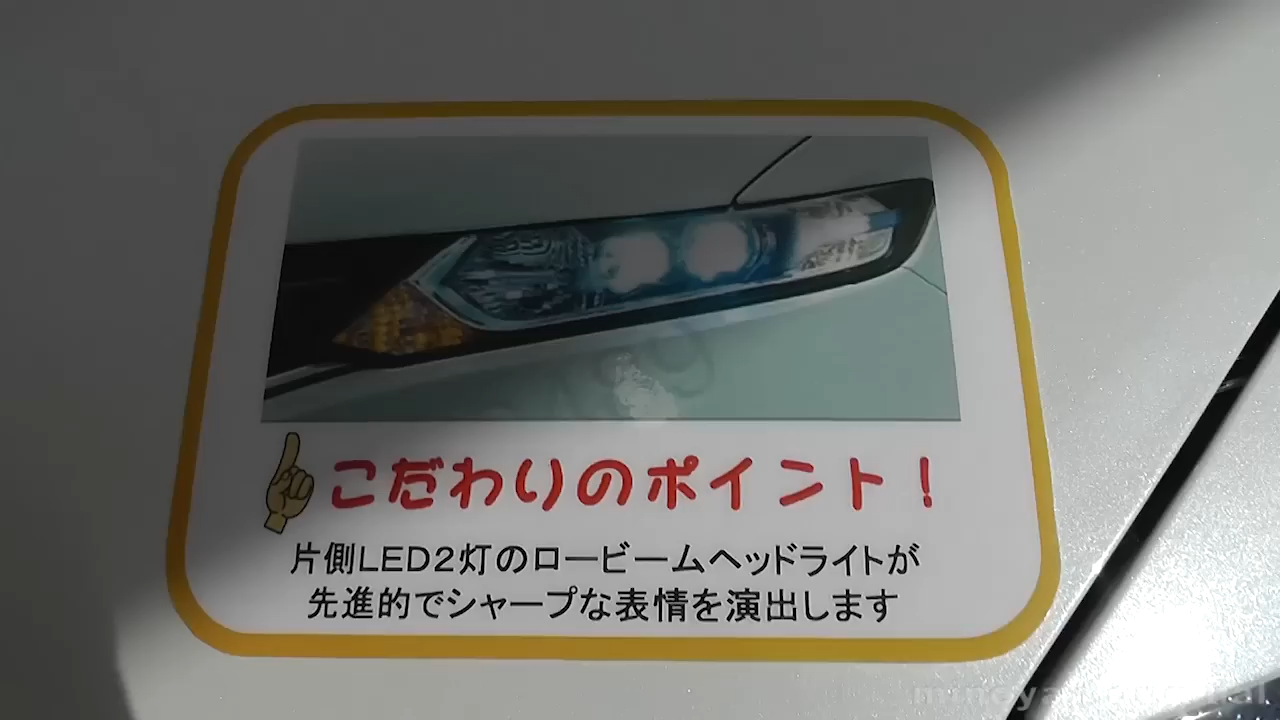 こだわりのポイント！
片側LED2灯のロービームヘッドライトが
先進的でシャープな表情を演出します